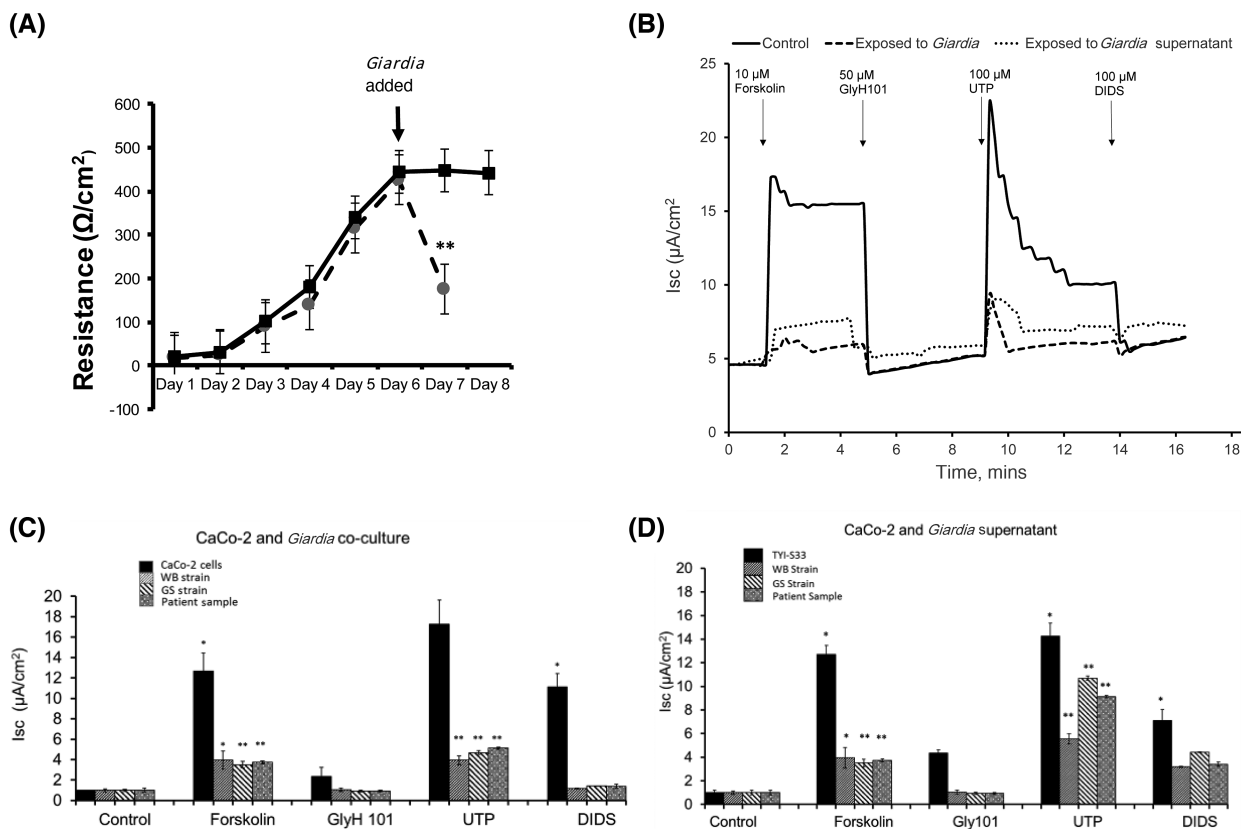 (A)
Giardia
added
600
500
400
300
200
100
0
-100
Resistance (Ω/cm²)
**
Day 1 Day 2 Day 3 Day 4 Day 5 Day 6 Day 7 Day 8
(B)
Control Exposed to Giardia Exposed to Giardia supernatant
25
20
15
10
5
0
Isc (µA/cm²
10 µM
Forskolin
50 µM
GlyH101
100 µM
UTP
100 µM
DIDS
0 2 4 6 8 10 12 14 16 18
Time, mins
(C)
CaCo-2 and Giardia co-culture
CaCo-2 cells
WB strain
GS strain
Patient sample
20
18
16
14
12
10
8
6
4
2
0
Isc (µA/cm²)
* * ** ** ** ** ** *
Control Forskolin GlyH 101 UTP DIDS
(D)
CaCo-2 and Giardia supernatant
TYI-S33
WB Strain
GS Strain
Patient Sample
20
18
16
14
12
10
8
6
4
2
0
Isc (µA/cm²)
* * ** ** * ** ** ** *
Control Forskolin Gly101 UTP DIDS